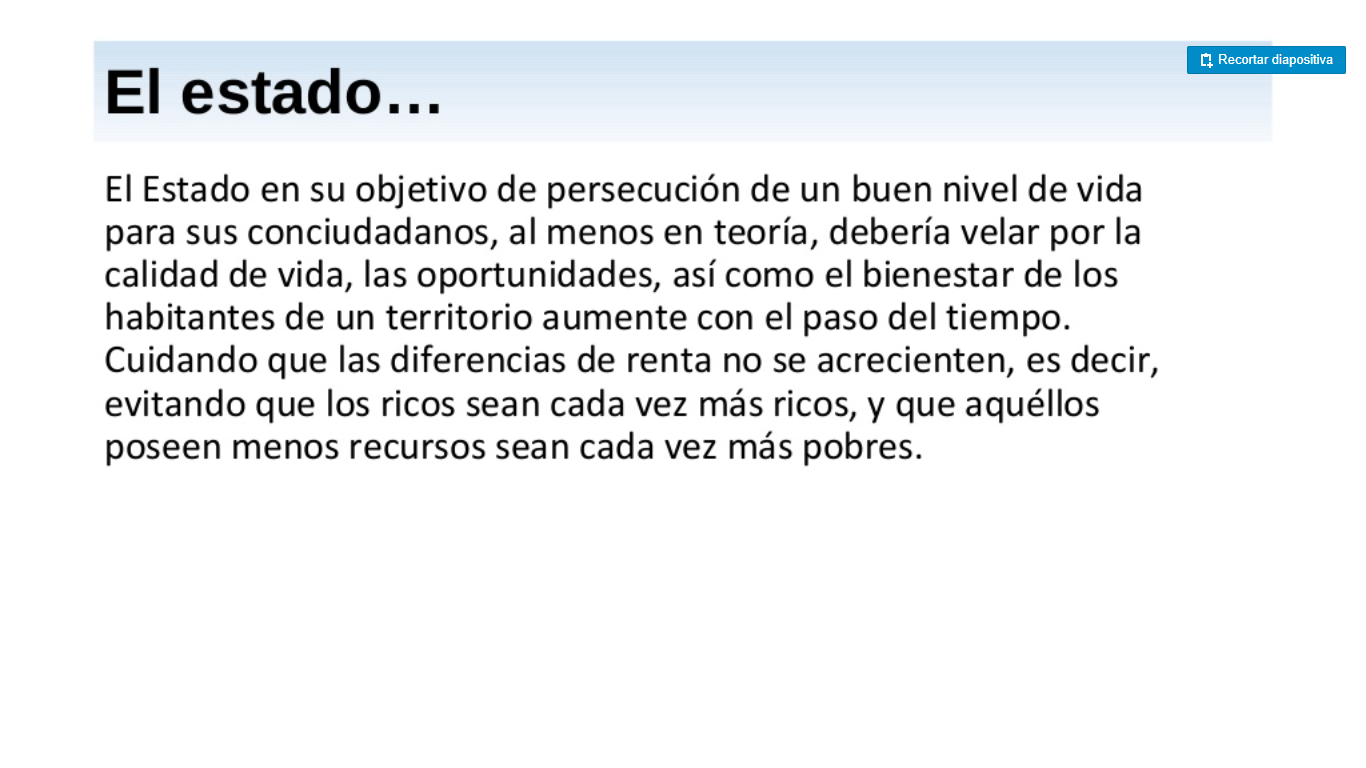 Recortar diapositiva
El estado...
El Estado en su objetivo de persecución de un buen nivel de vida
para sus conciudadanos, al menos en teoría, debería velar por la
calidad de vida, las oportunidades, así como el bienestar de los
habitantes de un territorio aumente con el paso del tiempo.
Cuidando que las diferencias de renta no se acrecienten, es decir,
evitando que los ricos sean cada vez más ricos, y que aquéllos
poseen menos recursos sean cada vez más pobres.